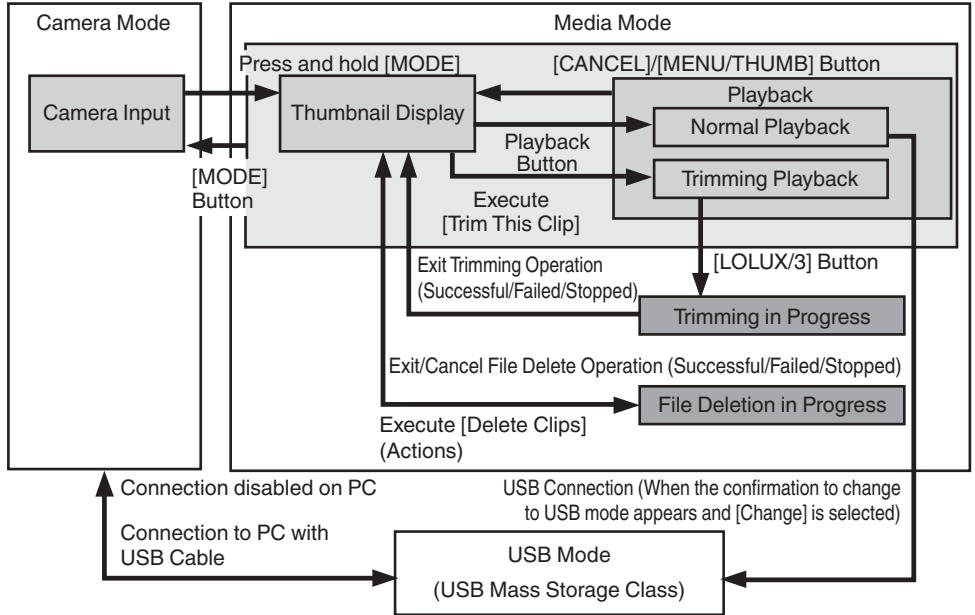 Camera Mode
Media Mode
Press and hold [MODE]
[CANCEL]/[MENU/THUMB] Button
Camera Input
Thumbnail Display
Playback
Normal Playback
Playback
Button
Trimming Playback
[MODE]
Button
Execute
[Trim This Clip]
Exit Trimming Operation
(Successful/Failed/Stopped)
[LOLUX/3] Button
Trimming in Progress
Exit/Cancel File Delete Operation (Successful/Failed/Stopped)
File Deletion in Progress
Execute [Delete Clips]
(Actions)
Connection disabled on PC
USB Connection (When the confirmation to change
to USB mode appears and [Change] is selected)
Connection to PC with
USB Cable
USB Mode
(USB Mass Storage Class)